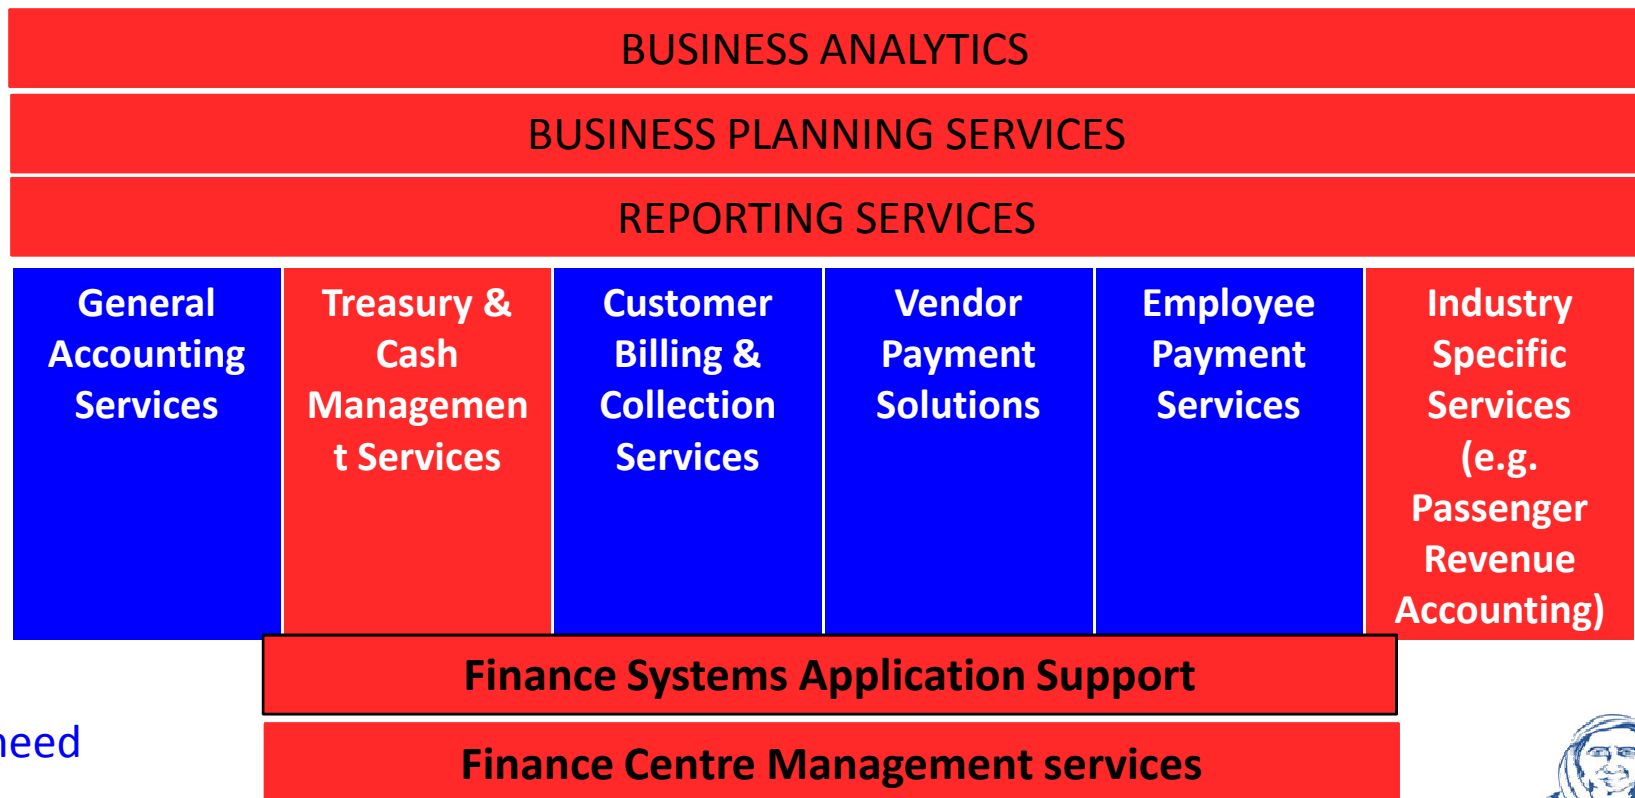 BUSINESS ANALYTICS
BUSINESS PLANNING SERVICES
REPORTING SERVICES
General
Accounting
Services
Treasury &
Cash
Managemen
t Services
Customer
Billing &
Collection
Services
Vendor
Payment
Solutions
Employee
Payment
Services
Industry
Specific
Services
(e.g.
Passenger
Revenue
Accounting)
Finance Systems Application Support
need
Finance Centre Management services